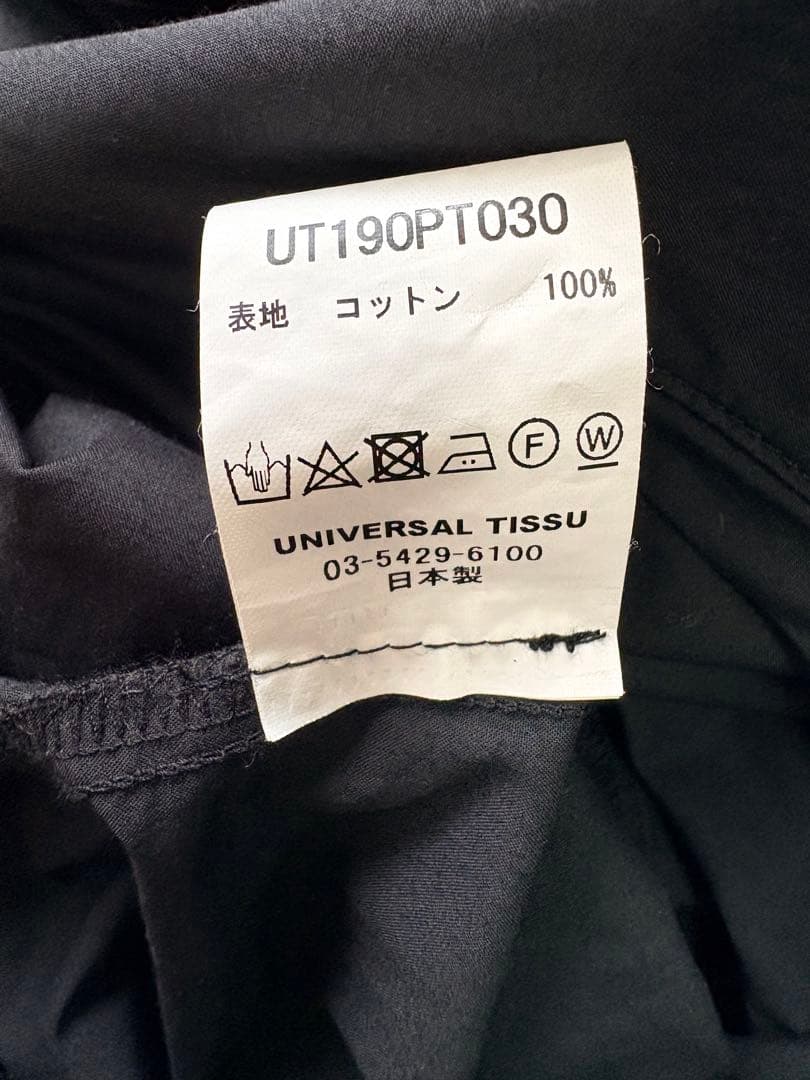 UT190PT030
表地 コットン 100%
F W
UNIVERSAL TISSU
03-5429-6100
日本製